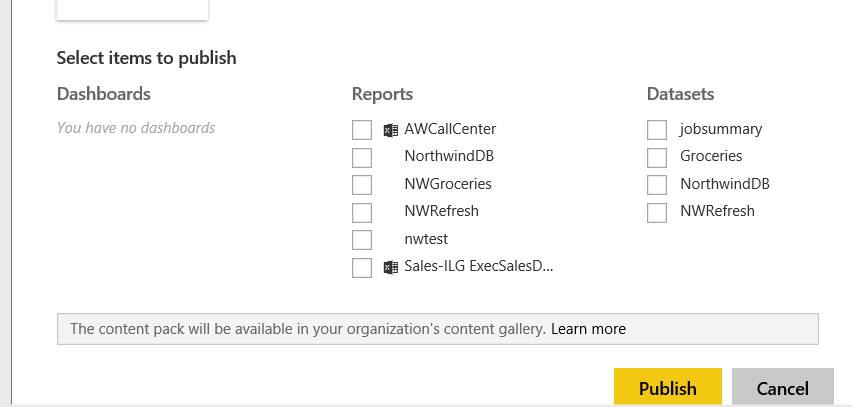 Select items to publish
Dashboards
You have no dashboards
Reports
AWCallCenter
NorthwindDB
NWGroceries
NWRefresh
nwtest
Sales-ILG ExecSalesD...
Datasets
jobsummary
Groceries
NorthwindDB
NWRefresh
The content pack will be available in your organization's content gallery. Learn more
Publish
Cancel